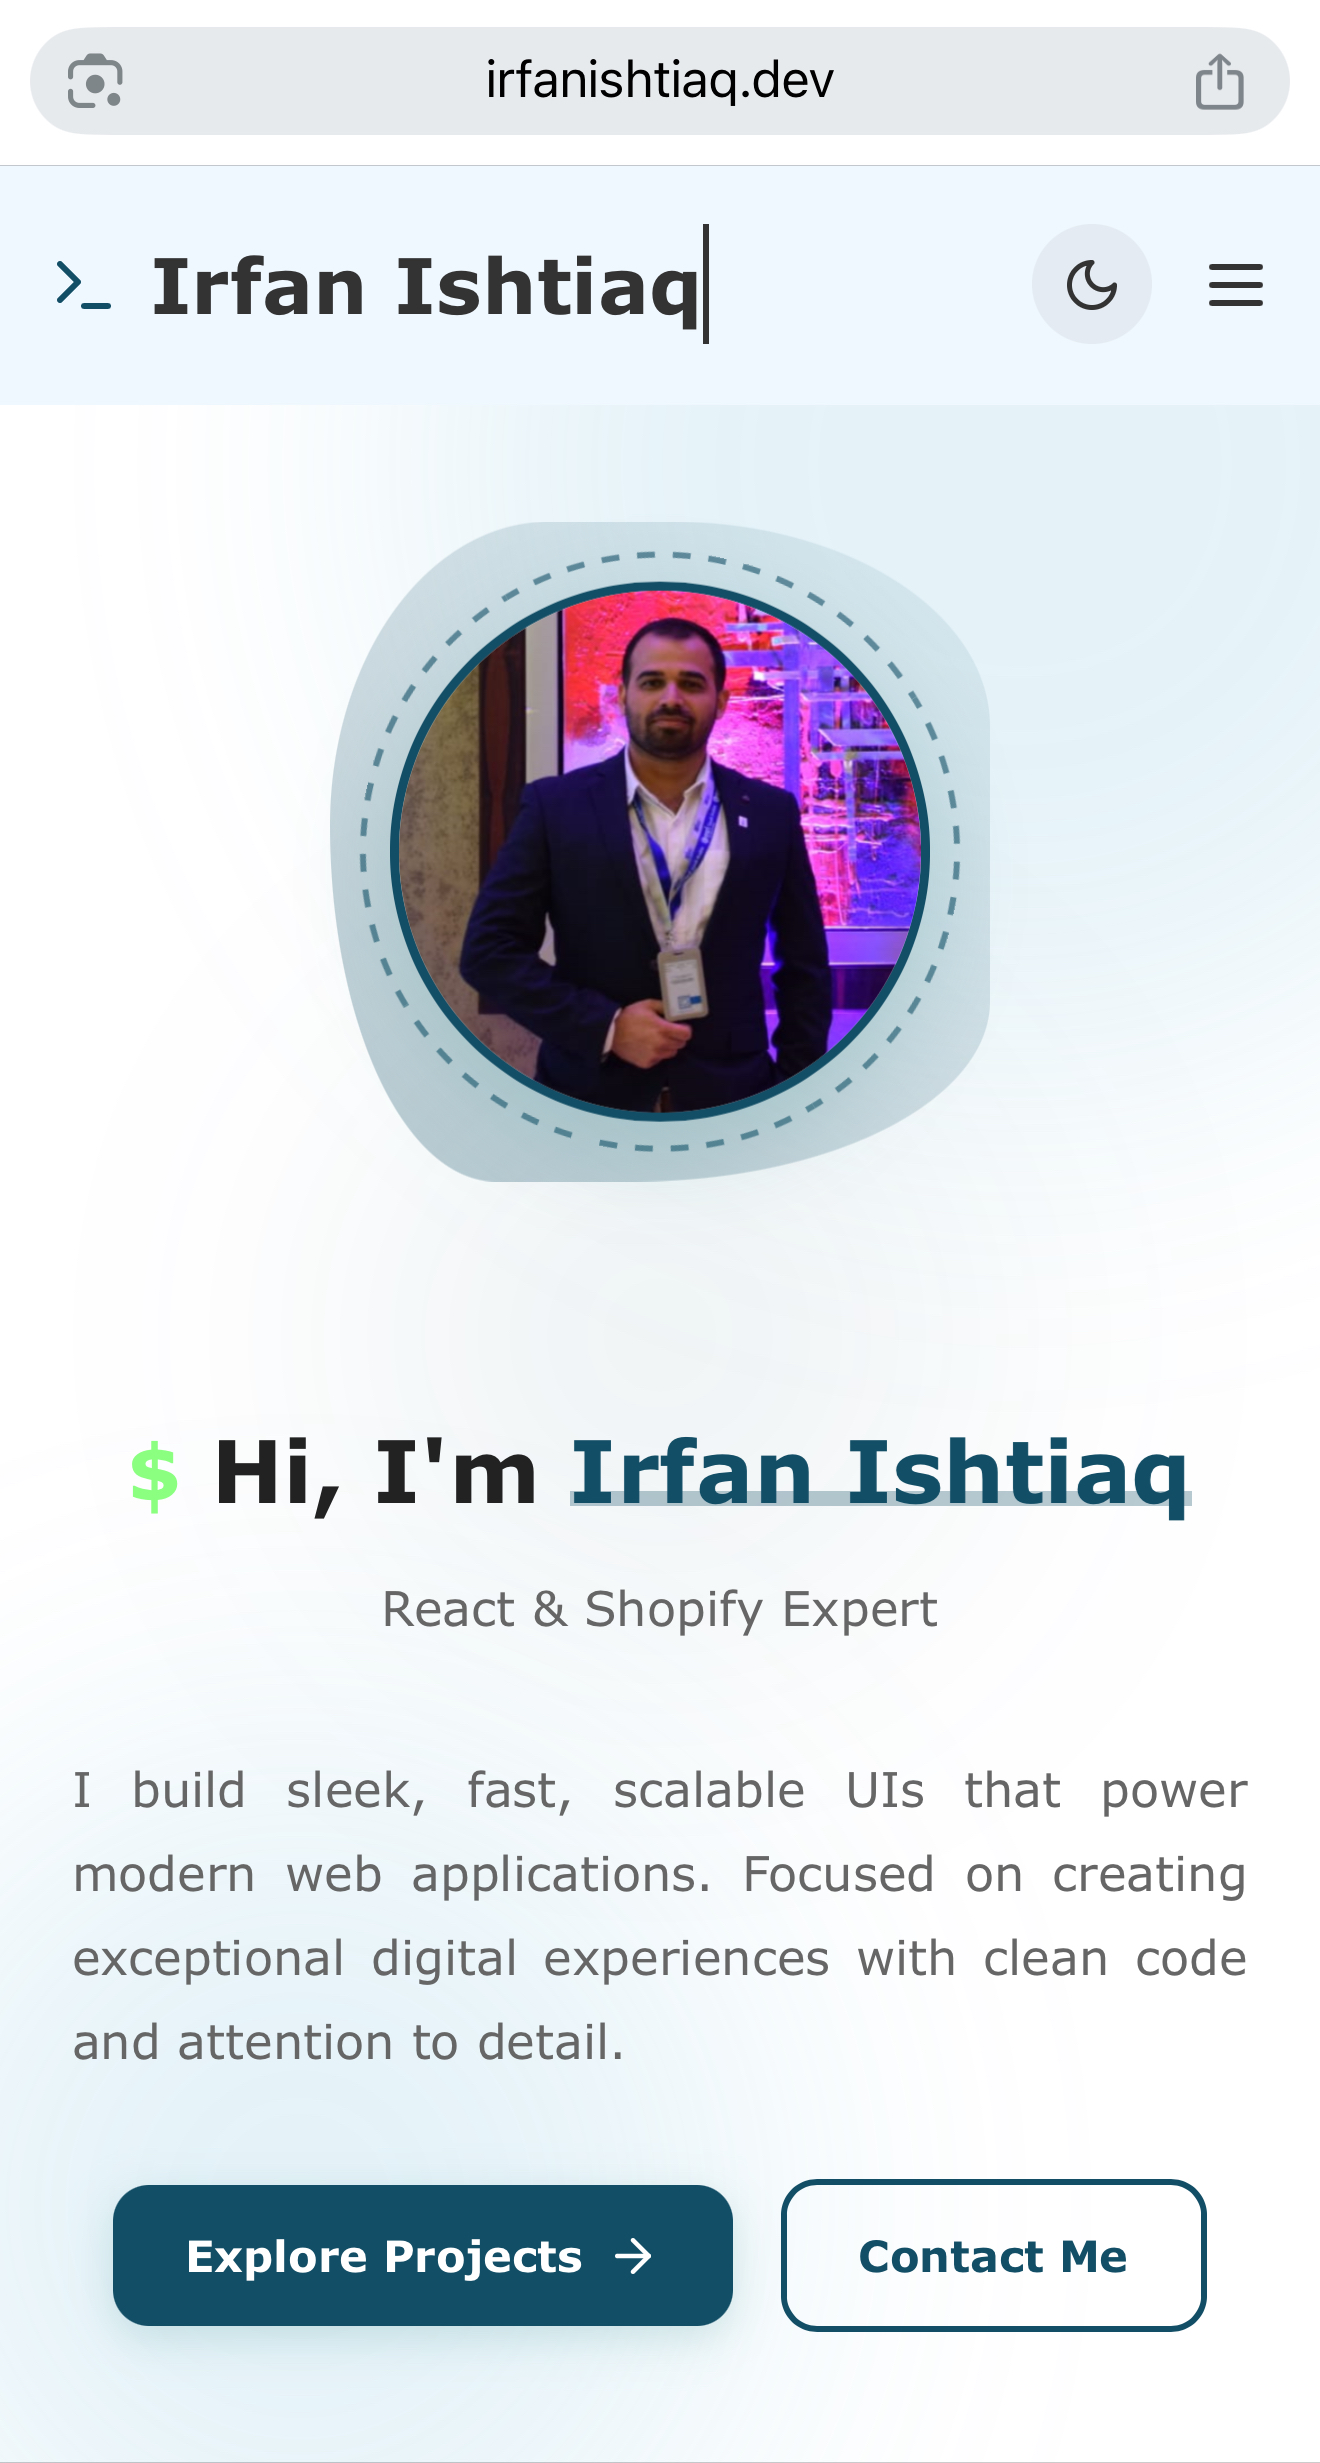 irfanishtiaq.dev
Irfan Ishtiaq
$ Hi, I'm Irfan Ishtiaq
React & Shopify Expert
I build sleek, fast, scalable UIs that power
modern web applications. Focused on creating
exceptional digital experiences with clean code
and attention to detail.
Explore Projects →
Contact Me